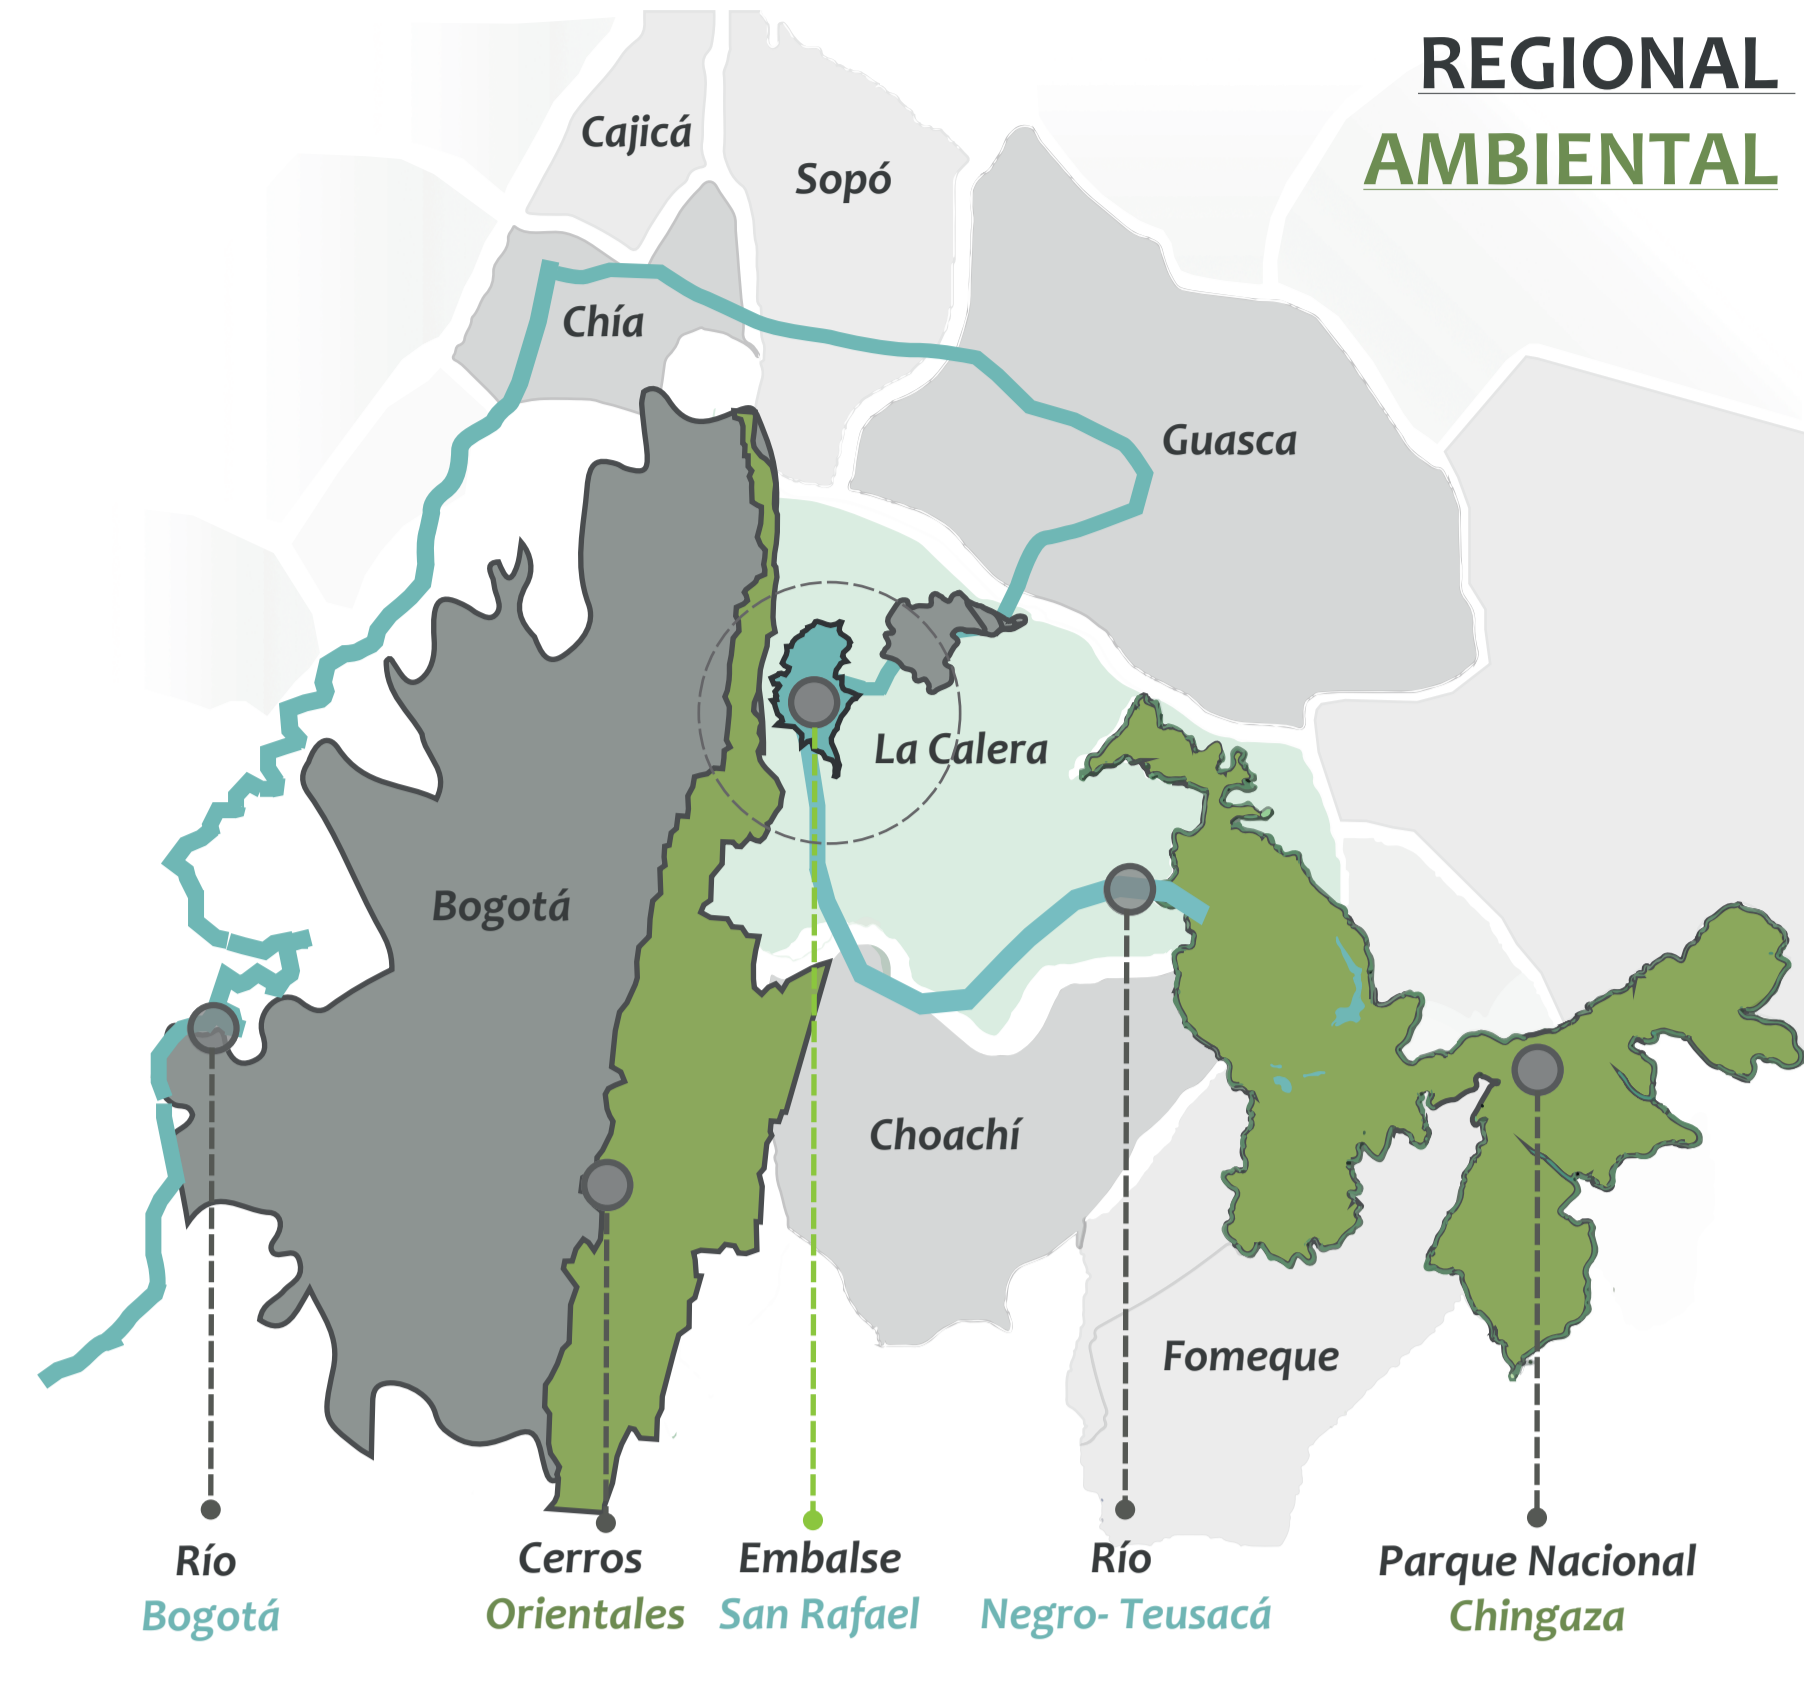 REGIONAL
AMBIENTAL
Cajicá
Sopó
Chía
Guasca
La Calera
Bogotá
Choachí
Fomeque
Río
Bogotá
Cerros
Orientales
Embalse
San Rafael
Río
Negro- Teusacá
Parque Nacional
Chingaza